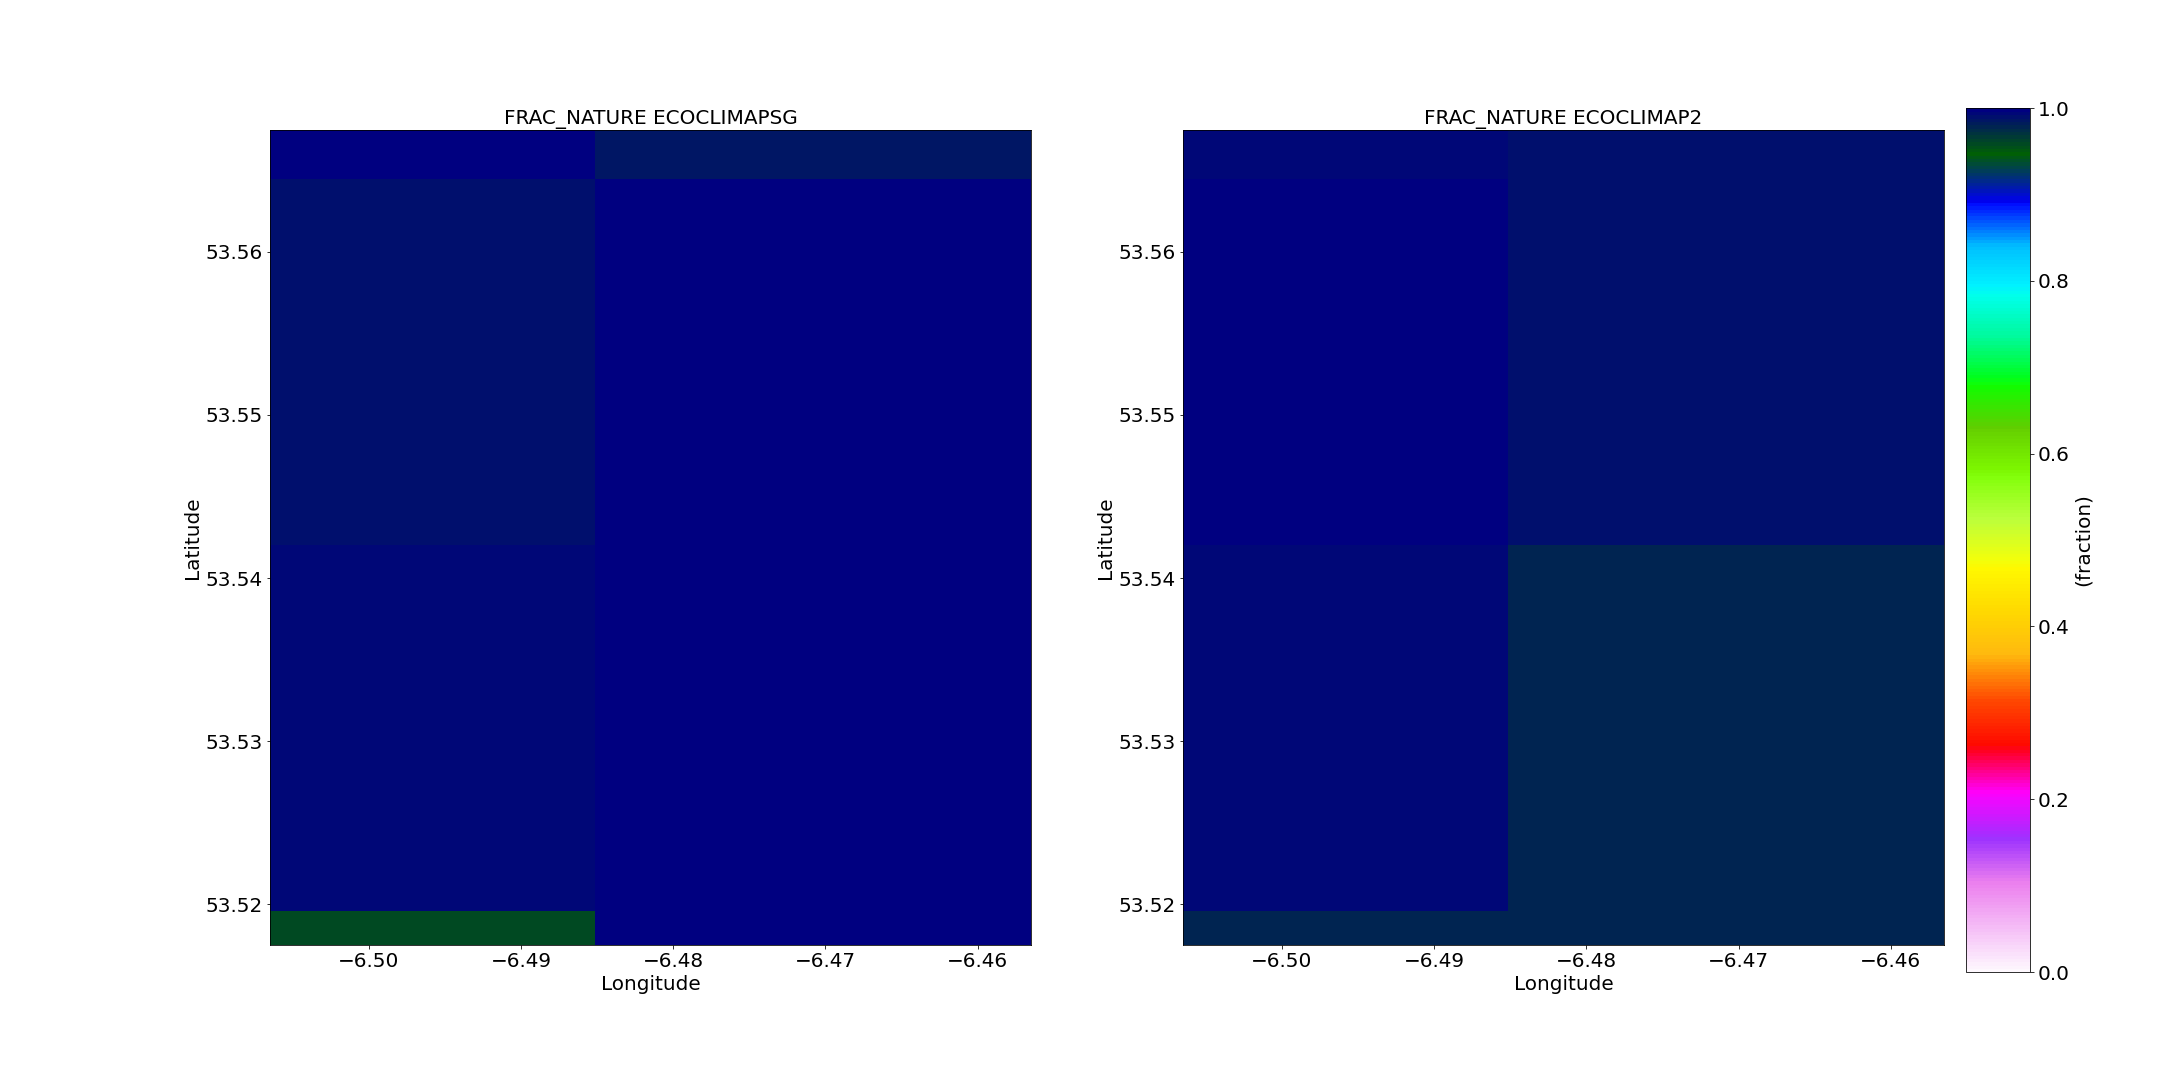 FRAC_NATURE ECOCLIMAPSG
53.56
53.55
53.54
53.53
53.52
Latitude
−6.50 −6.49 −6.48 −6.47 −6.46
Longitude
FRAC_NATURE ECOCLIMAP2
53.56
53.55
53.54
53.53
53.52
Latitude
−6.50 −6.49 −6.48 −6.47 −6.46
Longitude
1.0
0.8
0.6
0.4
0.2
0.0
(fraction)